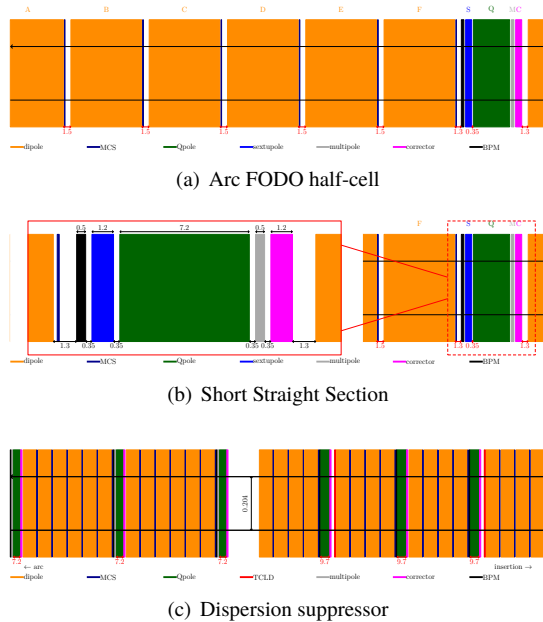 A B C D E F S Q MC
1.5 1.5 1.5 1.5 1.5 1.3 0.35 1.3
dipole MCS Qpole sextupole multipole corrector BPM
(a) Arc FODO half-cell
0.5 1.2 7.2 0.5 1.2 F S Q MC
1.3 0.35 0.35 0.35 0.35 1.5 1.3 0.35 1.3
1.3
dipole MCS Qpole sextupole multipole corrector BPM
(b) Short Straight Section
0.204
7.2 7.2 7.2 9.7 9.7 9.7
← arc insertion →
dipole MCS Qpole TCLD multipole corrector BPM
(c) Dispersion suppressor